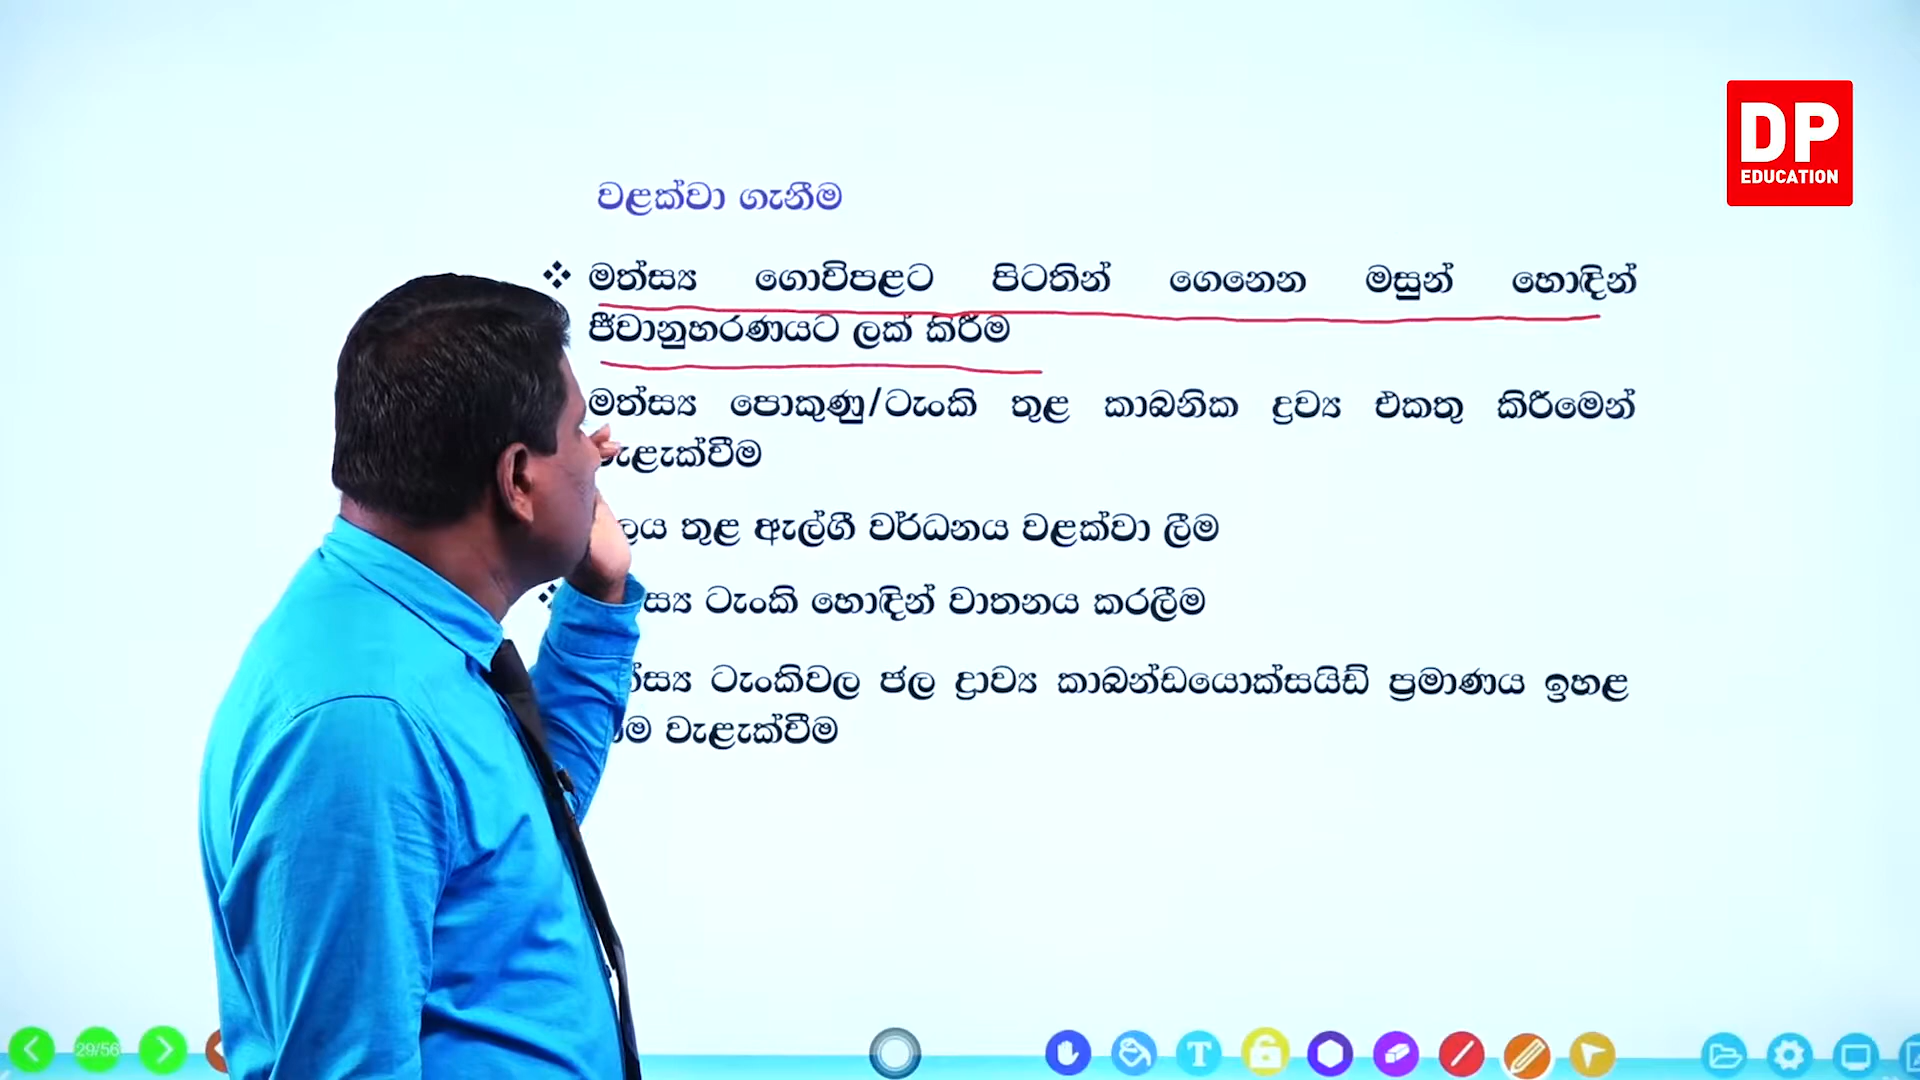 DP
EDUCATION
වළක්වා ගැනීම
❖ මත්ස්‍ය ගොවිපළට පිටතින් ගෙනෙන මසුන් හොඳින්
ජීවානුහරණයට ලක් කිරීම
මත්ස්‍ය පොකුණු/ටැංකි තුළ කාබනික ද්‍රව්‍ය එකතු කිරීමෙන්
තුළ ඇල්ගී වර්ධනය වළක්වා ලීම
ටැංකි හොඳින් වාතනය කරලීම
ටැංකිවල ජල ද්‍රාව්‍ය කාබන්ඩයොක්සයිඩ් ප්‍රමාණය ඉහළ
වැළැක්වීම
29/56